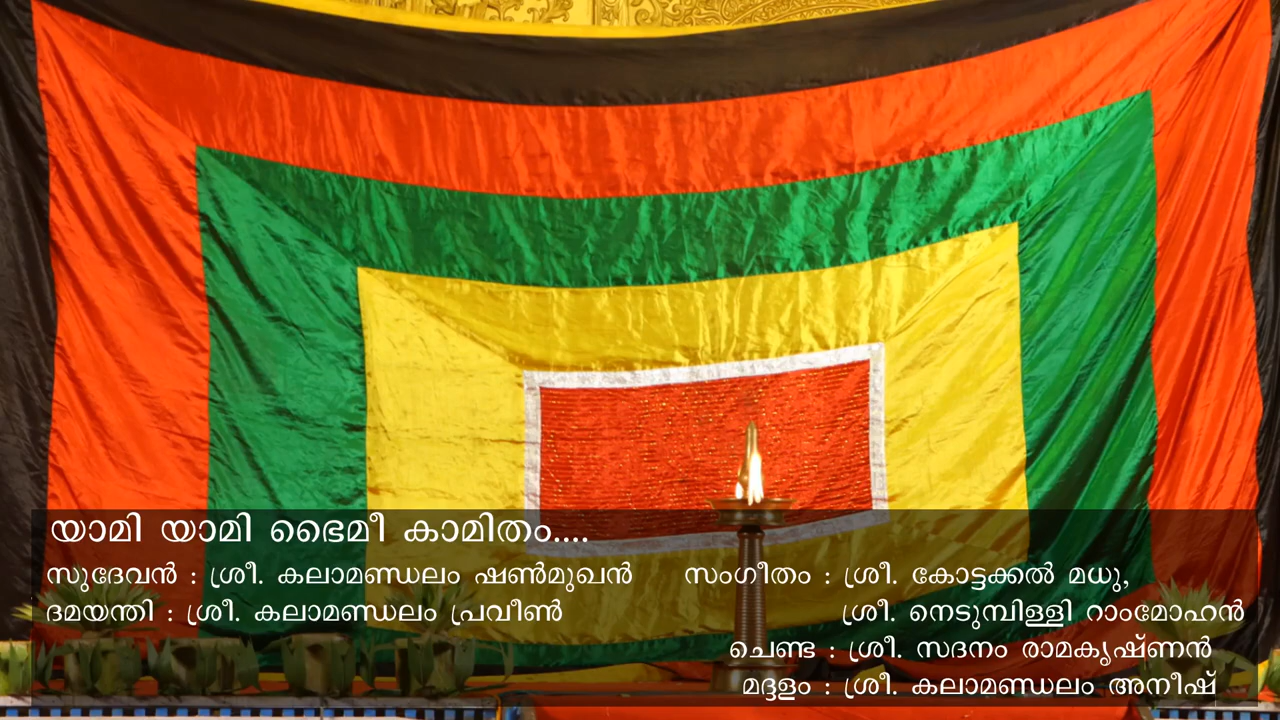 യാമി യാമി ഭൈമീ കാമിതം....
സുദേവൻ : ശ്രീ. കലാമണ്ഡലം ഷൺമുഖൻ
ദമയന്തി : ശ്രീ. കലാമണ്ഡലം പ്രവീൺ
സംഗീതം : ശ്രീ. കോട്ടക്കൽ മധു,
ശ്രീ. നെടുമ്പിള്ളി റാംമോഹൻ
ചെണ്ട : ശ്രീ. സദനം രാമകൃഷ്ണൻ
മദ്ദളം : ശ്രീ. കലാമണ്ഡലം അനീഷ്